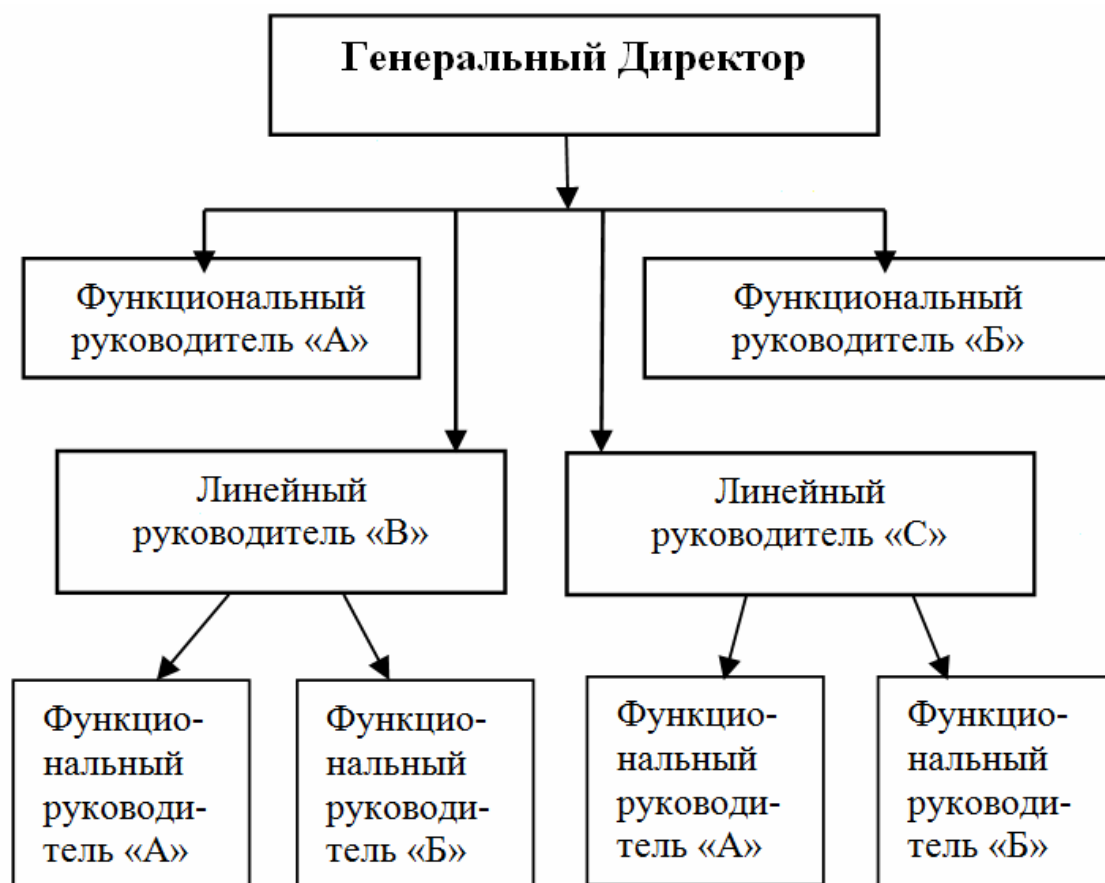 Генеральный Директор
Функциональный
руководитель «А»
Функциональный
руководитель «Б»
Линейный
руководитель «В»
Линейный
руководитель «С»
Функцио-
нальный
руководи-
тель «А»
Функцио-
нальный
руководи-
тель «Б»
Функцио-
нальный
руководи-
тель «А»
Функцио-
нальный
руководи-
тель «Б»